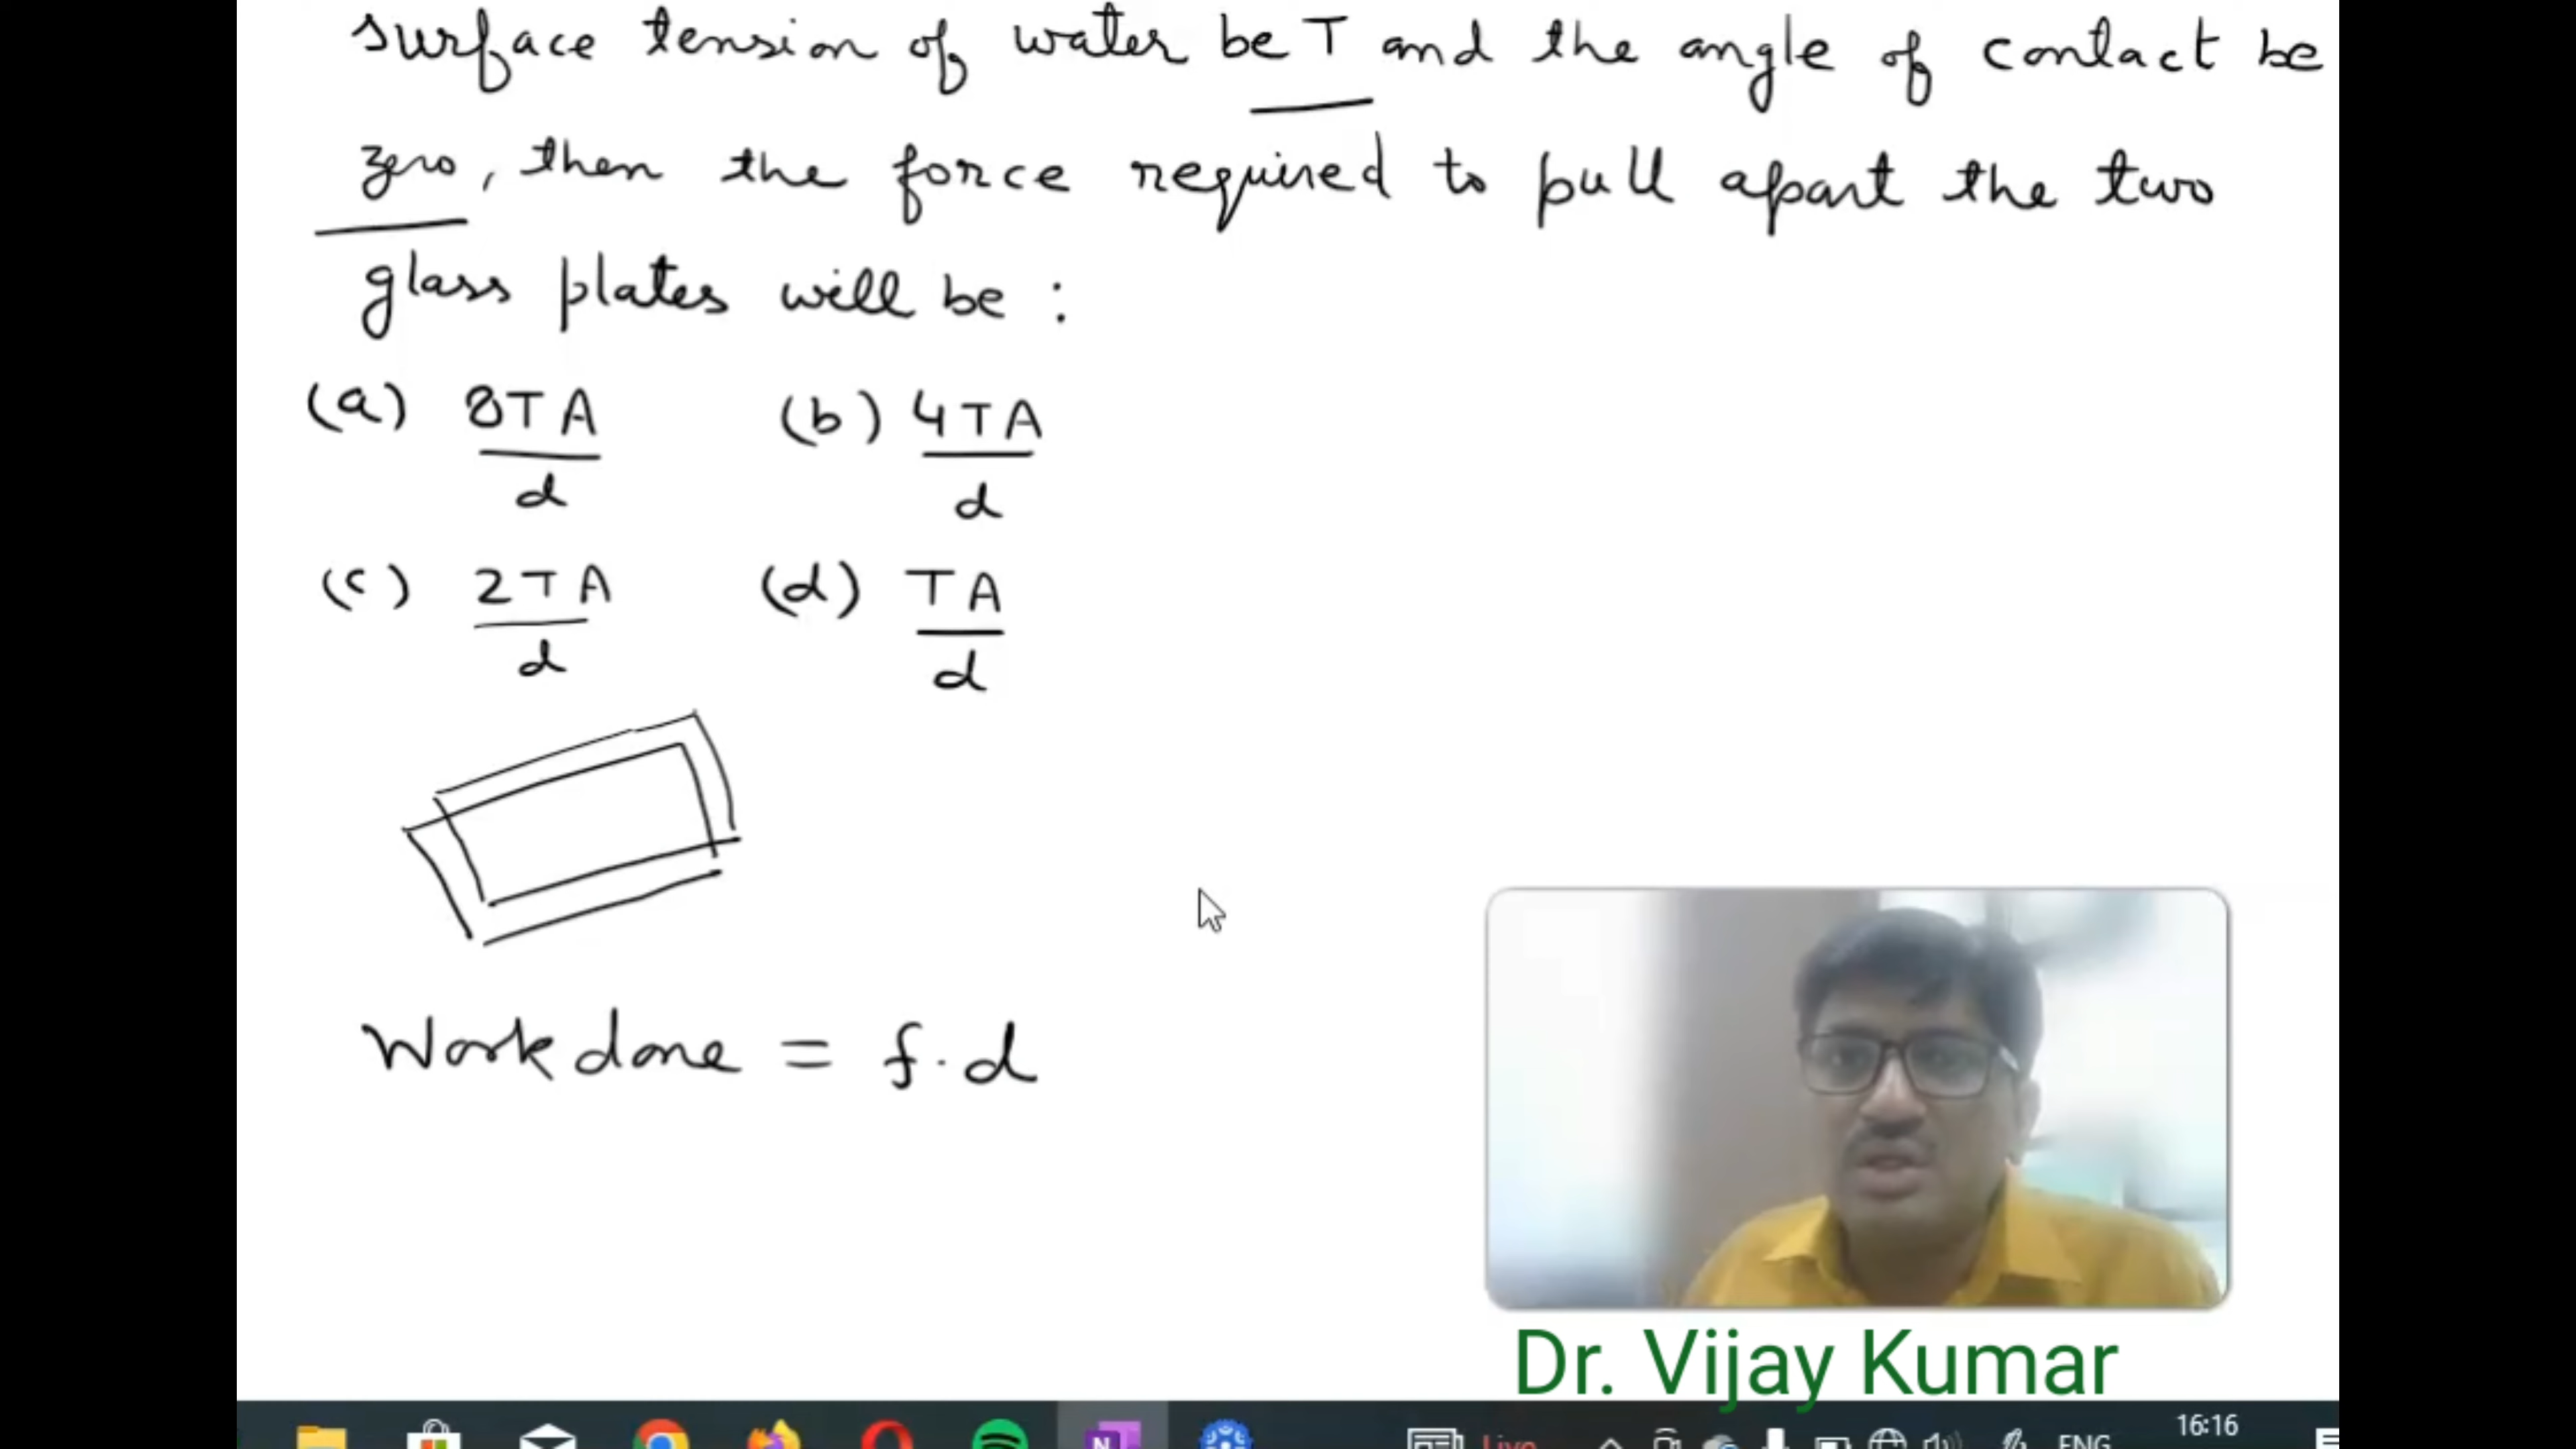 surface tension of water be T and the angle of contact be
zero, then the force required to pull apart the two
glass plates will be :
(a) 8TA/d (b) 4TA/d
(c) 2TA/d (d) TA/d
Work done = f.d
Dr. Vijay Kumar
Live
ENG
16:16